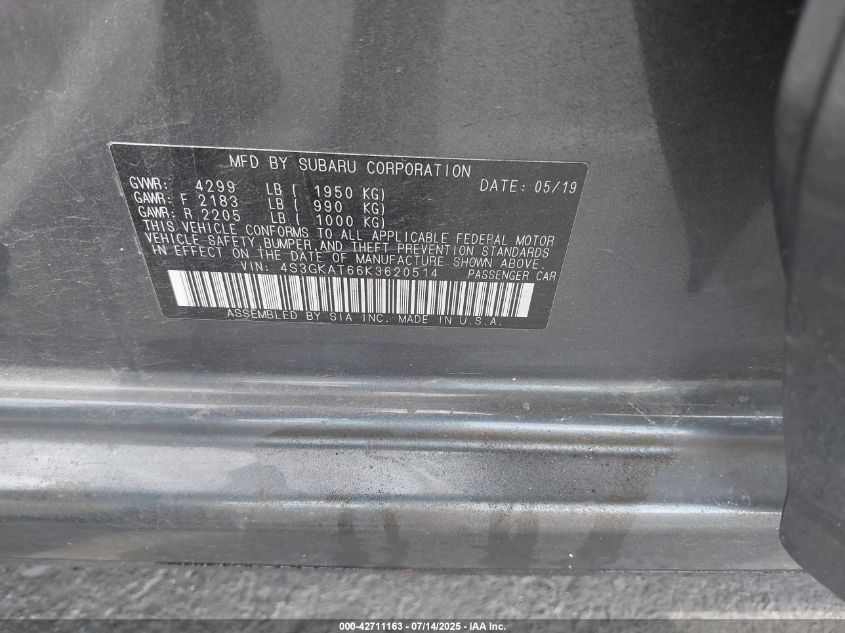 MFD BY SUBARU CORPORATION
GVWR: 4299 LB ( 1950 KG) DATE: 05/19
GAWR: F 2183 LB ( 990 KG)
GAWR: R 2205 LB ( 1000 KG)
THIS VEHICLE CONFORMS TO ALL APPLICABLE FEDERAL MOTOR
VEHICLE SAFETY, BUMPER, AND THEFT PREVENTION STANDARDS
IN EFFECT ON THE DATE OF MANUFACTURE SHOWN ABOVE.
VIN: 4S3GKAT66K3620514 PASSENGER CAR
ASSEMBLED BY SIA INC. MADE IN U.S.A.
000-42711163 - 07/14/2025 - IAA Inc.